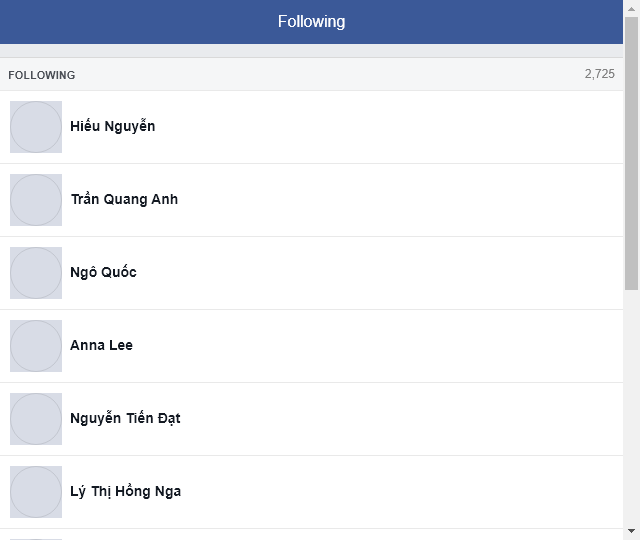 Following
FOLLOWING 2,725
Hiếu Nguyễn
Trần Quang Anh
Ngô Quốc
Anna Lee
Nguyễn Tiến Đạt
Lý Thị Hồng Nga